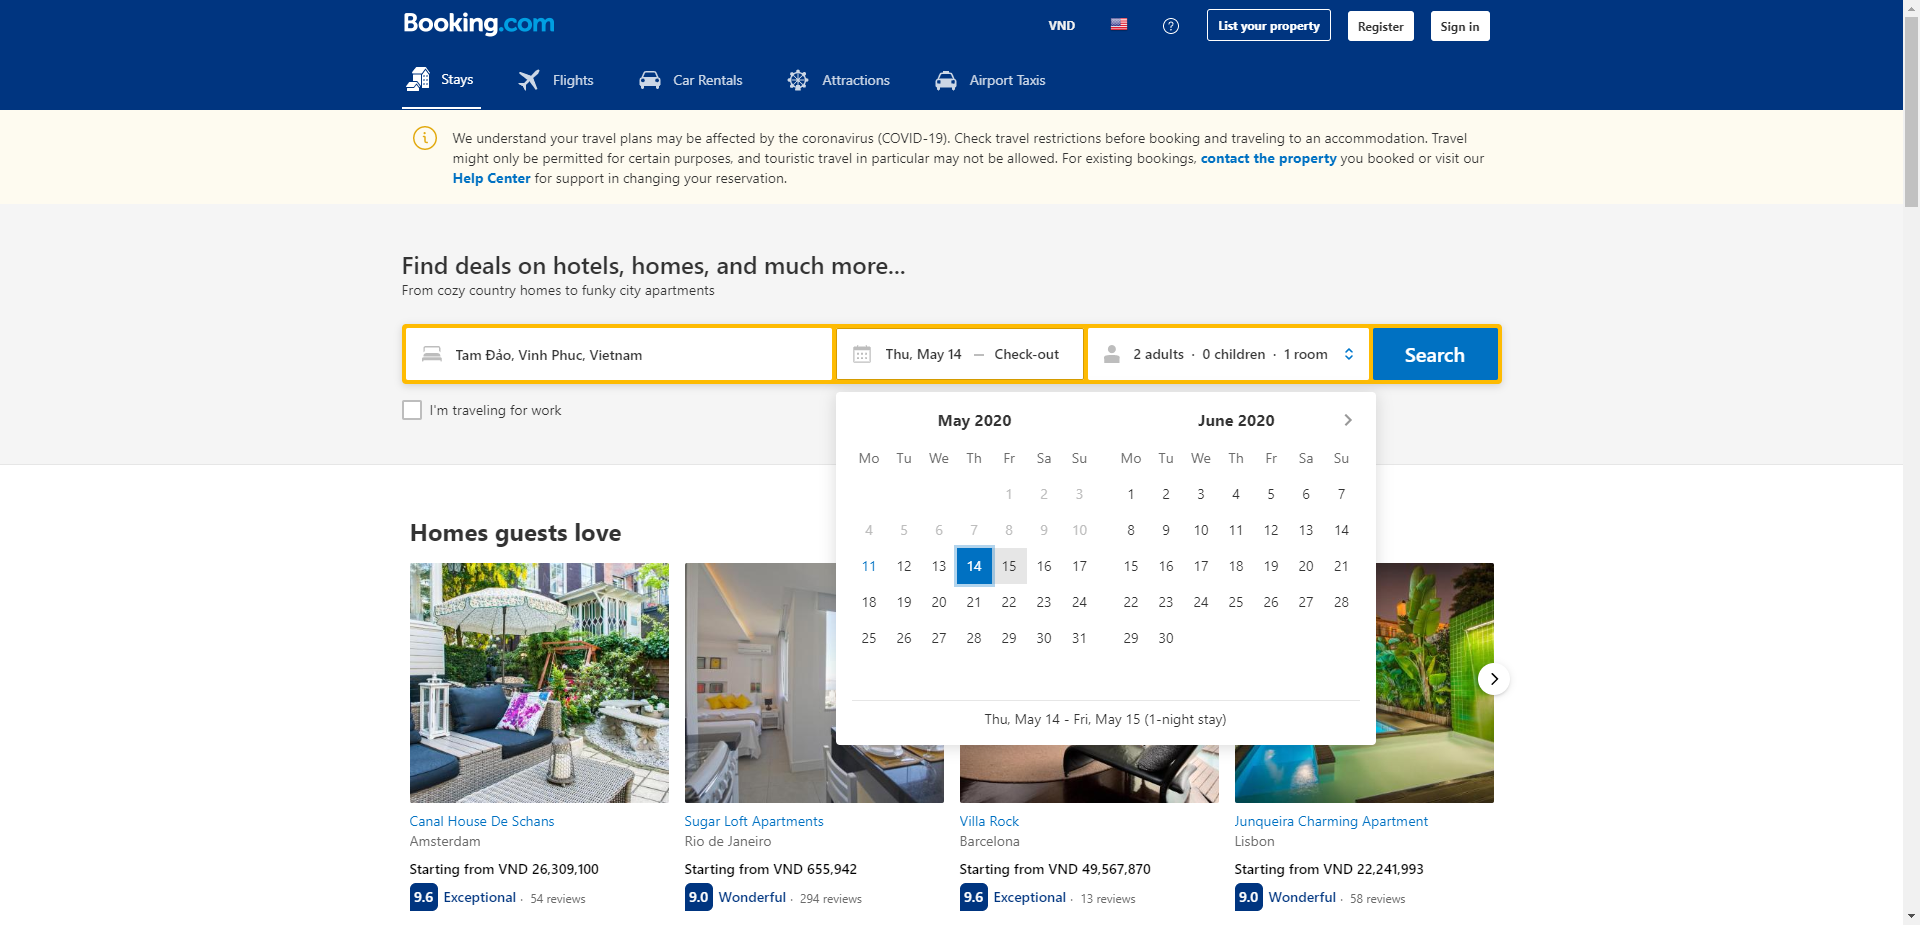 Booking.com
VND
List your property
Register
Sign in
Stays
Flights
Car Rentals
Attractions
Airport Taxis
We understand your travel plans may be affected by the coronavirus (COVID-19). Check travel restrictions before booking and traveling to an accommodation. Travel
might only be permitted for certain purposes, and touristic travel in particular may not be allowed. For existing bookings, contact the property you booked or visit our
Help Center for support in changing your reservation.
Find deals on hotels, homes, and much more...
From cozy country homes to funky city apartments
Tam Đảo, Vinh Phuc, Vietnam
Thu, May 14 — Check-out
2 adults · 0 children · 1 room
Search
I'm traveling for work
May 2020
Mo Tu We Th Fr Sa Su
1 2 3
4 5 6 7 8 9 10
11 12 13 14 15 16 17
18 19 20 21 22 23 24
25 26 27 28 29 30 31
June 2020
Mo Tu We Th Fr Sa Su
1 2 3 4 5 6 7
8 9 10 11 12 13 14
15 16 17 18 19 20 21
22 23 24 25 26 27 28
29 30
Thu, May 14 - Fri, May 15 (1-night stay)
Homes guests love
Canal House De Schans
Amsterdam
Starting from VND 26,309,100
9.6 Exceptional · 54 reviews
Sugar Loft Apartments
Rio de Janeiro
Starting from VND 655,942
9.0 Wonderful · 294 reviews
Villa Rock
Barcelona
Starting from VND 49,567,870
9.6 Exceptional · 13 reviews
Junqueira Charming Apartment
Lisbon
Starting from VND 22,241,993
9.0 Wonderful · 58 reviews